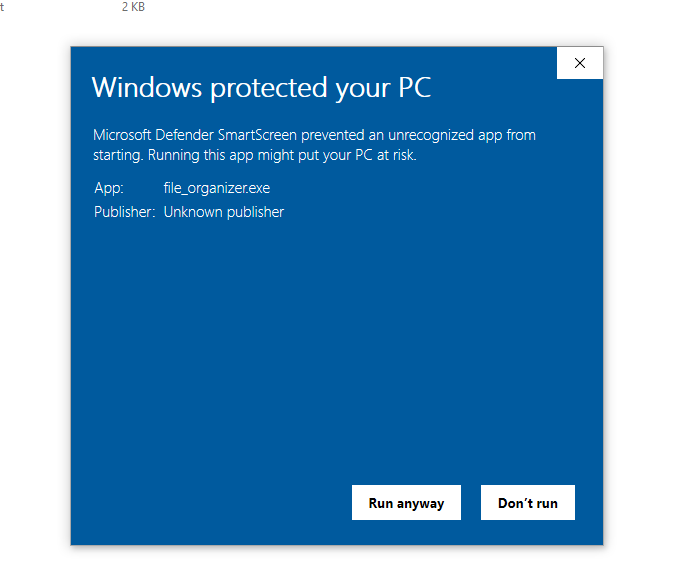 t 2 KB
Windows protected your PC
Microsoft Defender SmartScreen prevented an unrecognized app from
starting. Running this app might put your PC at risk.
App: file_organizer.exe
Publisher: Unknown publisher
Run anyway Don't run